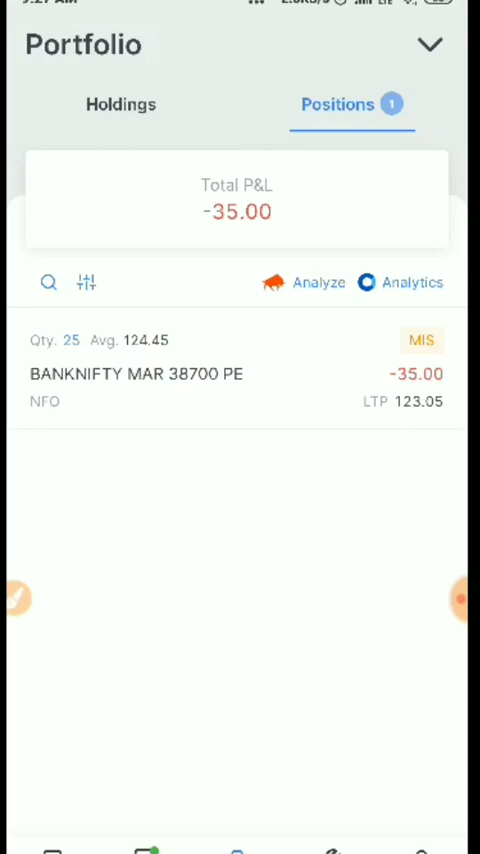 Portfolio
Holdings Positions 1
Total P&L
-35.00
Analyze Analytics
Qty. 25 Avg. 124.45 MIS
BANKNIFTY MAR 38700 PE -35.00
NFO LTP 123.05